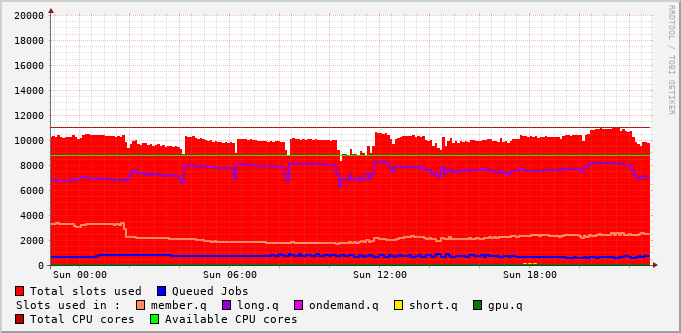 20000
18000
16000
14000
12000
10000
8000
6000
4000
2000
0
Sun 00:00 Sun 06:00 Sun 12:00 Sun 18:00
RRDTOOL / TOBI OETIKER
Total slots used Queued Jobs
Slots used in : member.q long.q ondemand.q short.q gpu.q
Total CPU cores Available CPU cores